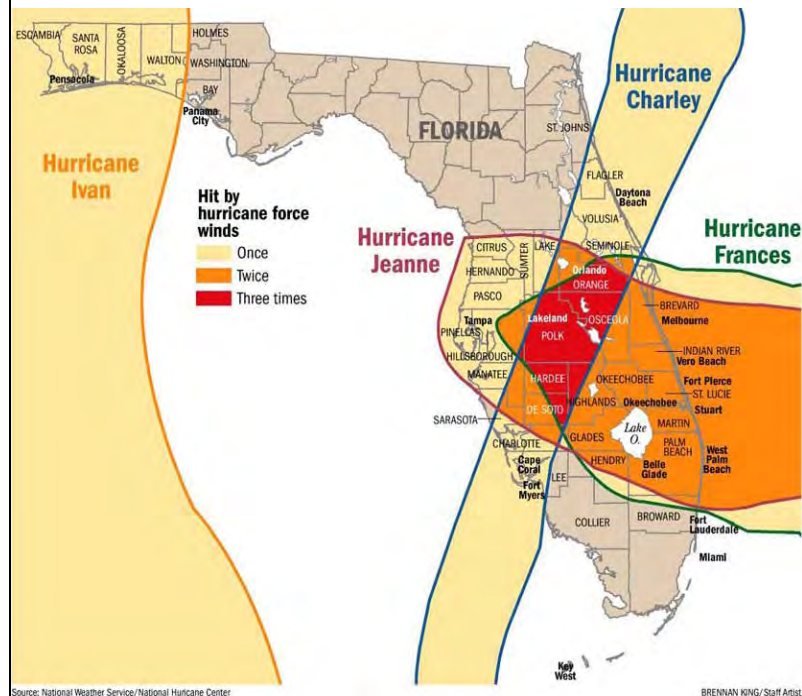 ESCAMBIA
SANTA
ROSA
OKALOOSA
WALTON
HOLMES
WASHINGTON
BAY
Pensacola
Panama
City
Hurricane
Ivan
FLORIDA
Hurricane
Charley
ST. JOHNS
FLAGLER
Daytona
Beach
VOLUSIA
Hit by
hurricane force
winds
Once
Twice
Three times
Hurricane
Jeanne
Hurricane
Frances
CITRUS
SUMTER
LAKE
SEMINOLE
HERNANDO
Orlando
ORANGE
PASCO
BREVARD
Tampa
Lakeland
OSCEOLA
Melbourne
PINELLAS
POLK
HILLSBOROUGH
INDIAN RIVER
Vero Beach
MANATEE
HARDEE
OKEECHOBEE
Fort Pierce
ST. LUCIE
HIGHLANDS
Okeechobee
Stuart
DE SOTO
SARASOTA
Lake
O.
MARTIN
CHARLOTTE
GLADES
PALM
BEACH
West
Palm
Beach
Cape
Coral
HENDRY
Belle
Glade
LEE
Fort
Myers
COLLIER
BROWARD
Fort
Lauderdale
Miami
Key
West
Source: National Weather Service/National Huricane Center
BRENNAN KING/Staff Artist